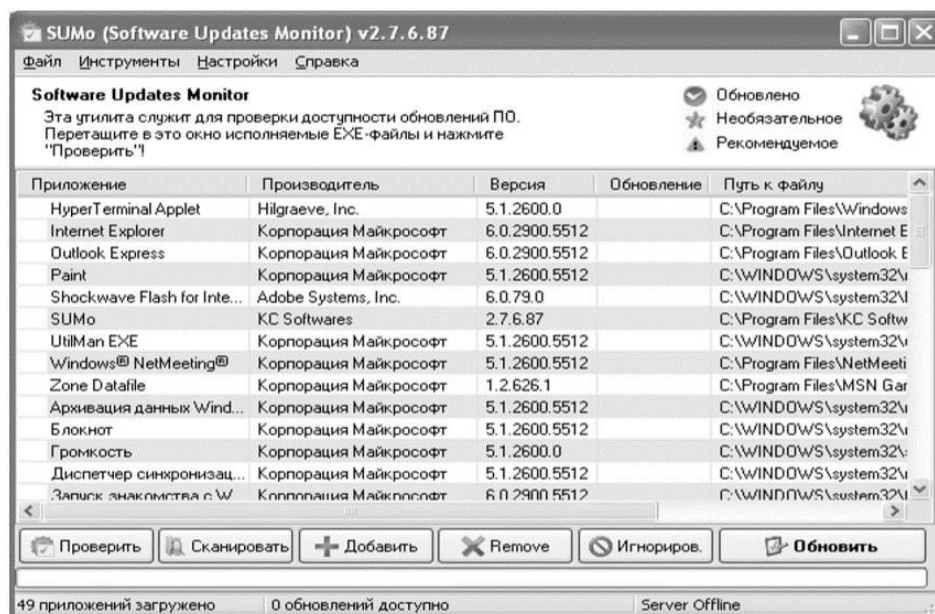 SUMo (Software Updates Monitor) v2.7.6.87
Файл Инструменты Настройки Справка
Software Updates Monitor
Эта утилита служит для проверки доступности обновлений ПО.
Перетащите в это окно исполняемые EXE-файлы и нажмите
"Проверить"!
Обновлено
Необязательное
Рекомендуемое
Приложение Производитель Версия Обновление Путь к файлу
HyperTerminal Applet Hilgraeve, Inc. 5.1.2600.0 C:\Program Files\Windows
Internet Explorer Корпорация Майкрософт 6.0.2900.5512 C:\Program Files\Internet E
Outlook Express Корпорация Майкрософт 6.0.2900.5512 C:\Program Files\Outlook E
Paint Корпорация Майкрософт 5.1.2600.5512 C:\WINDOWS\system32\
Shockwave Flash for Inte... Adobe Systems, Inc. 6.0.79.0 C:\WINDOWS\system32\
SUMo KC Softwares 2.7.6.87 C:\Program Files\KC Softw
UtilMan EXE Корпорация Майкрософт 5.1.2600.5512 C:\WINDOWS\system32\
Windows® NetMeeting® Корпорация Майкрософт 5.1.2600.5512 C:\Program Files\NetMeeti
Zone Datafile Корпорация Майкрософт 1.2.626.1 C:\Program Files\MSN Gar
Архивация данных Wind... Корпорация Майкрософт 5.1.2600.5512 C:\WINDOWS\system32\
Блокнот Корпорация Майкрософт 5.1.2600.5512 C:\WINDOWS\system32\
Громкость Корпорация Майкрософт 5.1.2600.0 C:\WINDOWS\system32\
Диспетчер синхронизац... Корпорация Майкрософт 5.1.2600.5512 C:\WINDOWS\system32\
Запуск знакомства с W... Корпорация Майкрософт 6.0.2900.5512 C:\WINDOWS\system32\
Проверить Сканировать Добавить Remove Игнориров. Обновить
49 приложений загружено 0 обновлений доступно Server Offline